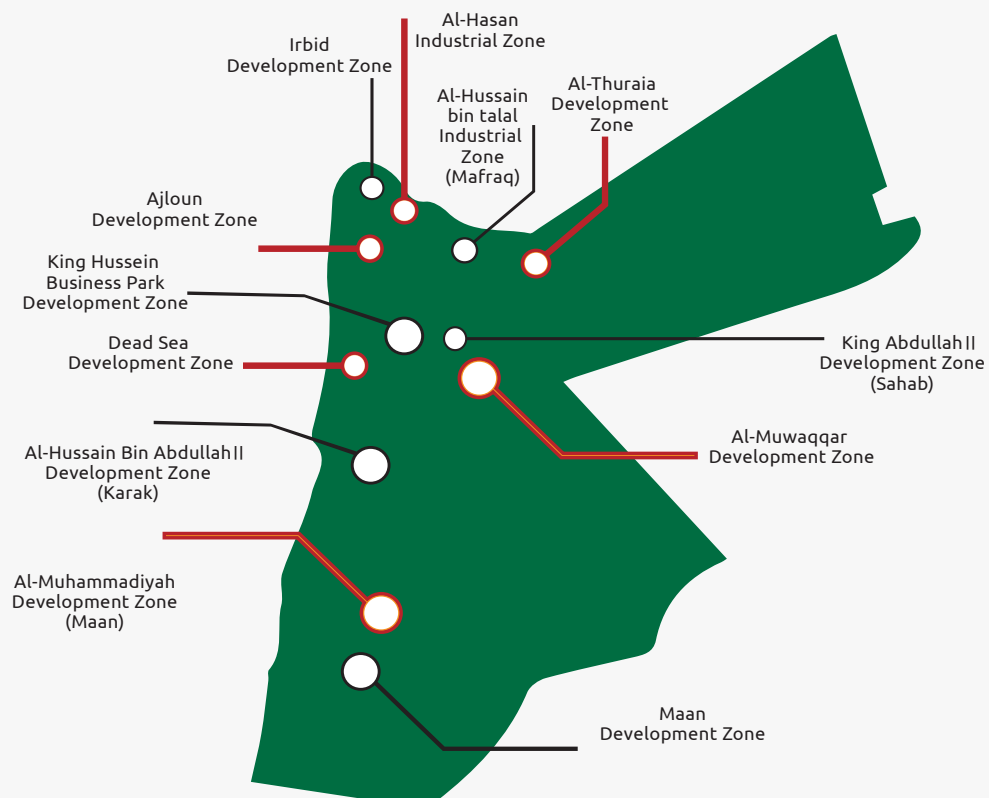 Al-Hasan
Industrial Zone
Irbid
Development Zone
Al-Thuraia
Development
Zone
Al-Hussain
bin talal
Industrial
Zone
(Mafraq)
Ajloun
Development Zone
King Hussein
Business Park
Development Zone
Dead Sea
Development Zone
King Abdullah II
Development Zone
(Sahab)
Al-Muwaqqar
Development Zone
Al-Hussain Bin Abdullah II
Development Zone
(Karak)
Al-Muhammadiyah
Development Zone
(Maan)
Maan
Development Zone